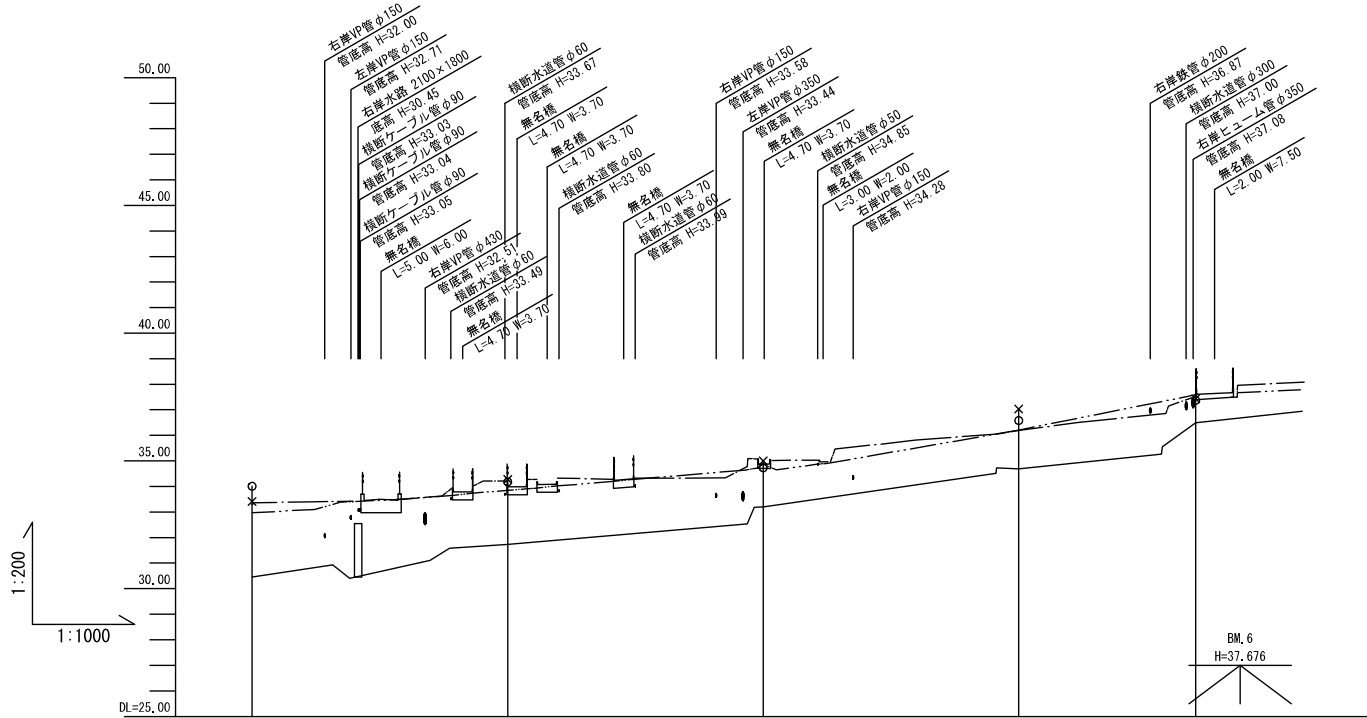 右岸VP管φ150
管底高 H=32.00
左岸VP管φ150
管底高 H=32.71
右岸水路 2100×1800
底高 H=30.45
横断ケーブル管φ90
管底高 H=33.03
横断ケーブル管φ90
管底高 H=33.04
横断ケーブル管φ90
管底高 H=33.05
無名橋
L=5.00 W=6.00
右岸VP管φ430
管底高 H=32.51
横断水道管φ60
管底高 H=33.49
無名橋
L=4.70 W=3.70
横断水道管φ60
管底高 H=33.67
無名橋
L=4.70 W=3.70
無名橋
L=4.70 W=3.70
横断水道管φ60
管底高 H=33.80
無名橋
L=4.70 W=3.70
横断水道管φ60
管底高 H=33.99
右岸VP管φ150
管底高 H=33.58
左岸VP管φ350
管底高 H=33.44
無名橋
L=4.70 W=3.70
横断水道管φ50
管底高 H=34.85
無名橋
L=3.00 W=2.00
右岸VP管φ150
管底高 H=34.28
右岸鉄管φ200
管底高 H=36.87
横断水道管φ300
管底高 H=37.00
右岸ヒューム管φ350
管底高 H=37.08
無名橋
L=2.00 W=7.50
50.00
45.00
40.00
35.00
30.00
DL=25.00
1:200
1:1000
BM.6
H=37.676